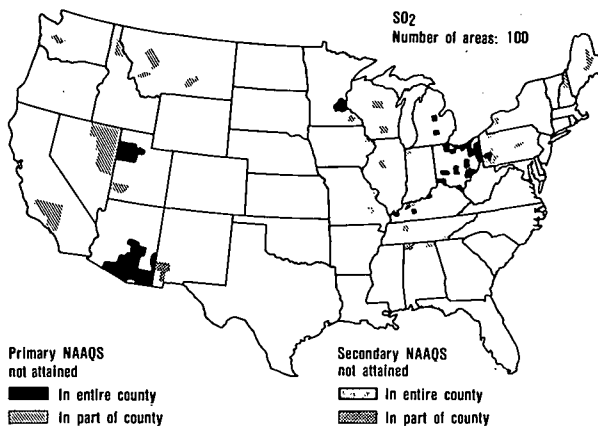 SO2
Number of areas: 100
Primary NAAQS
not attained
In entire county
In part of county
Secondary NAAQS
not attained
In entire county
In part of county